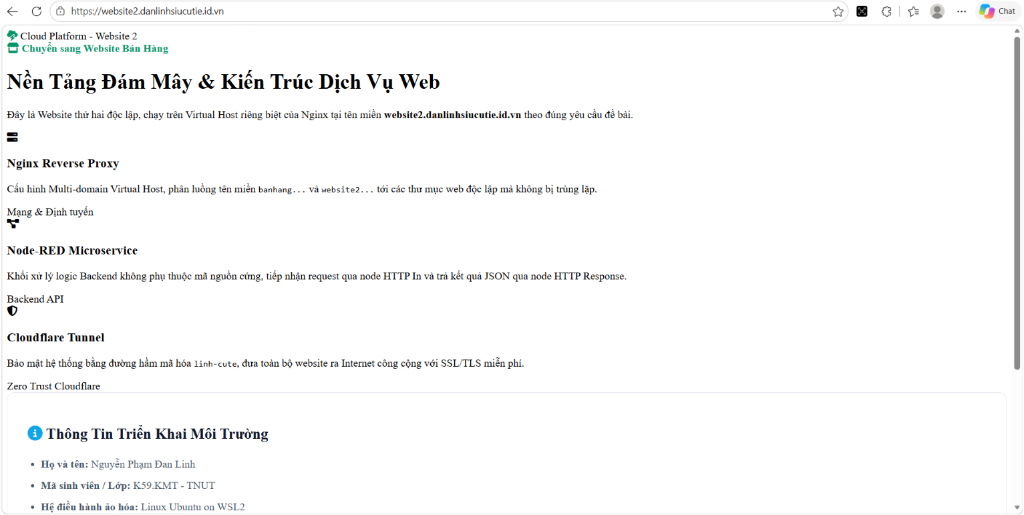 https://website2.danlinhsiucutie.id.vn
Chat
Cloud Platform - Website 2
Chuyển sang Website Bán Hàng
Nền Tảng Đám Mây & Kiến Trúc Dịch Vụ Web
Đây là Website thứ hai độc lập, chạy trên Virtual Host riêng biệt của Nginx tại tên miền website2.danlinhsiucutie.id.vn theo đúng yêu cầu đề bài.
Nginx Reverse Proxy
Cấu hình Multi-domain Virtual Host, phân luồng tên miền banhang... và website2... tới các thư mục web độc lập mà không bị trùng lặp.
Mạng & Định tuyến
Node-RED Microservice
Khối xử lý logic Backend không phụ thuộc mã nguồn cứng, tiếp nhận request qua node HTTP In và trả kết quả JSON qua node HTTP Response.
Backend API
Cloudflare Tunnel
Bảo mật hệ thống bằng đường hầm mã hóa linh-cute, đưa toàn bộ website ra Internet công cộng với SSL/TLS miễn phí.
Zero Trust Cloudflare
Thông Tin Triển Khai Môi Trường
• Họ và tên: Nguyễn Phạm Đan Linh
• Mã sinh viên / Lớp: K59.KMT - TNUT
• Hệ điều hành ảo hóa: Linux Ubuntu on WSL2